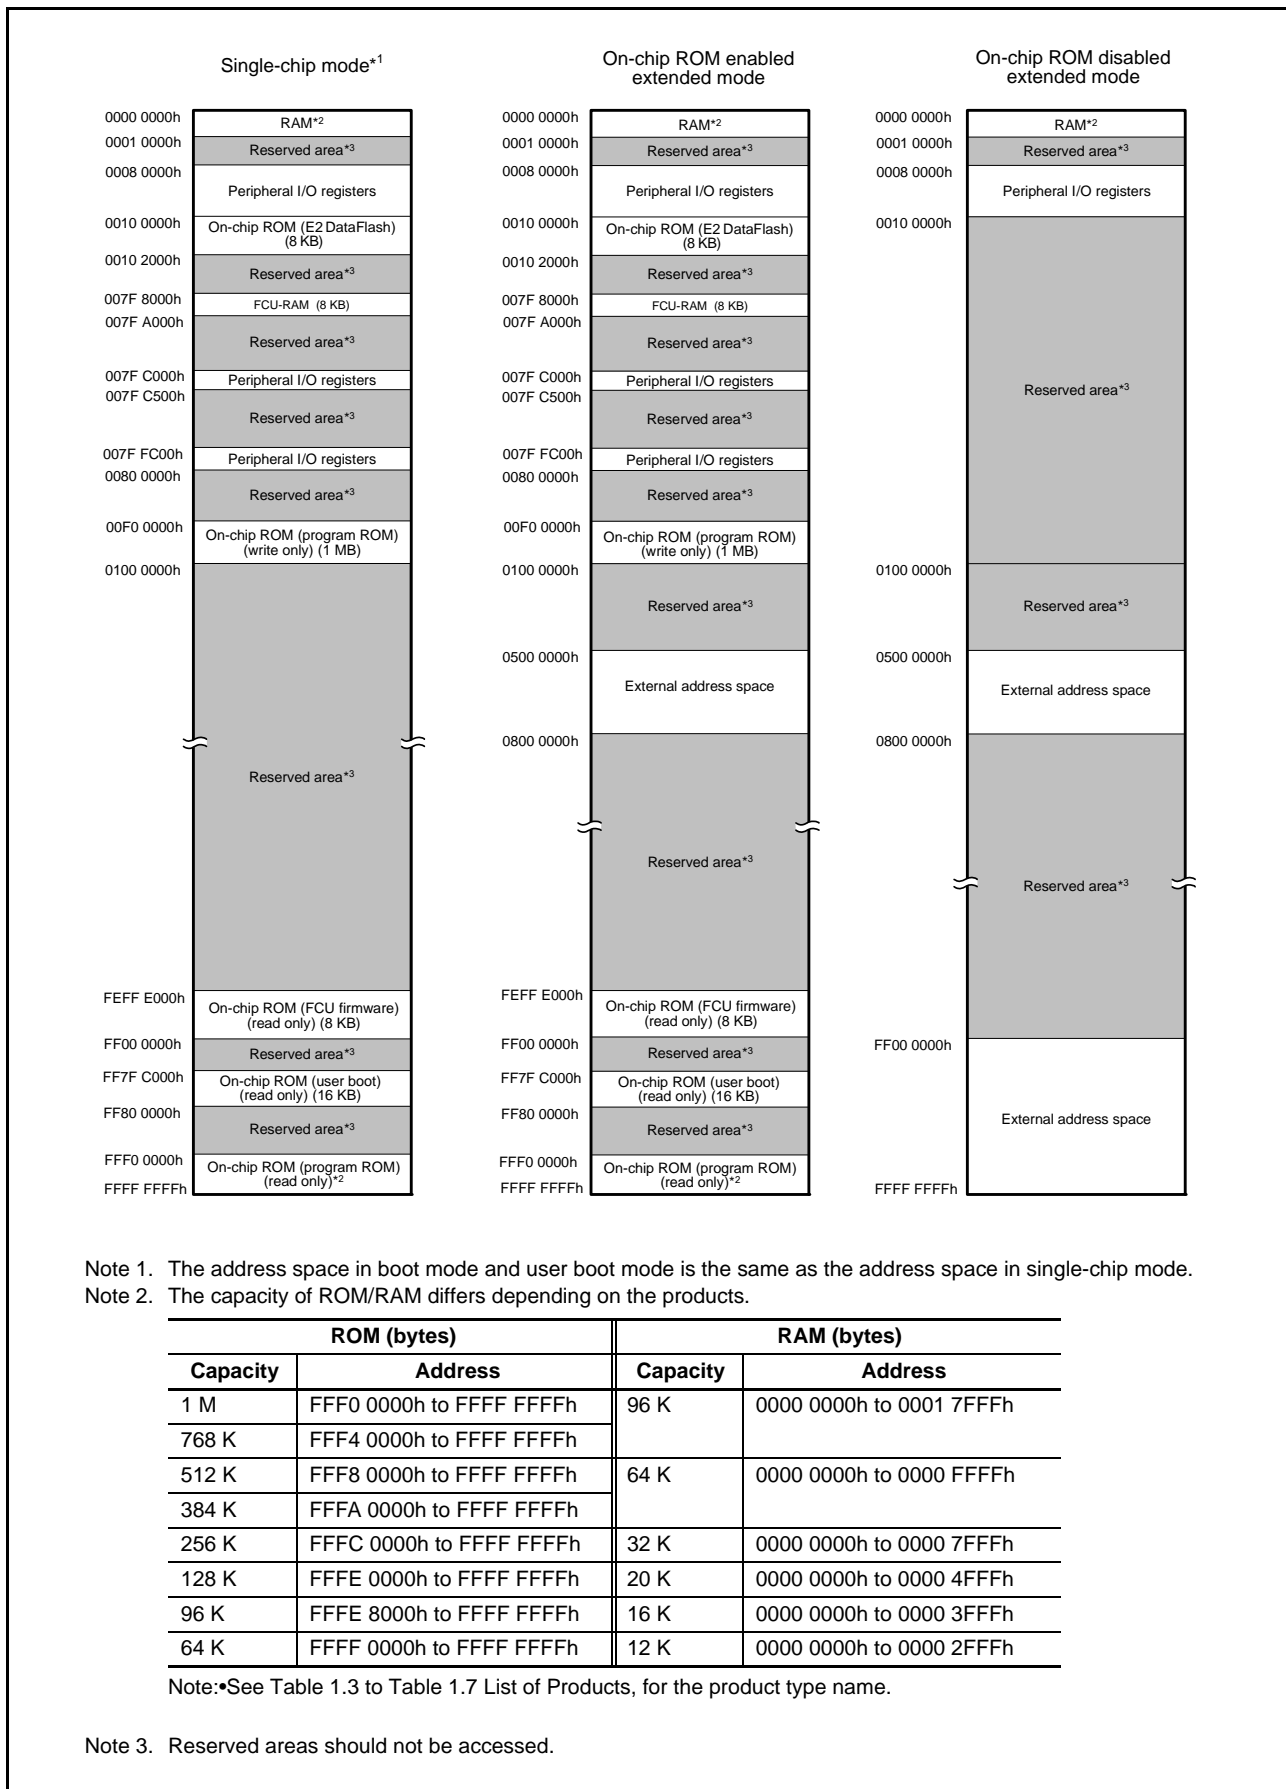 Single-chip mode*1
0000 0000h
RAM*2
0001 0000h
Reserved area*3
0008 0000h
Peripheral I/O registers
0010 0000h
On-chip ROM (E2 DataFlash)
(8 KB)
0010 2000h
Reserved area*3
007F 8000h
FCU-RAM (8 KB)
007F A000h
Reserved area*3
007F C000h
Peripheral I/O registers
007F C500h
Reserved area*3
007F FC00h
Peripheral I/O registers
0080 0000h
Reserved area*3
00F0 0000h
On-chip ROM (program ROM)
(write only) (1 MB)
0100 0000h
Reserved area*3
FEFF E000h
On-chip ROM (FCU firmware)
(read only) (8 KB)
FF00 0000h
Reserved area*3
FF7F C000h
On-chip ROM (user boot)
(read only) (16 KB)
FF80 0000h
Reserved area*3
FFF0 0000h
On-chip ROM (program ROM)
(read only)*2
FFFF FFFFh
On-chip ROM enabled
extended mode
0000 0000h
RAM*2
0001 0000h
Reserved area*3
0008 0000h
Peripheral I/O registers
0010 0000h
On-chip ROM (E2 DataFlash)
(8 KB)
0010 2000h
Reserved area*3
007F 8000h
FCU-RAM (8 KB)
007F A000h
Reserved area*3
007F C000h
Peripheral I/O registers
007F C500h
Reserved area*3
007F FC00h
Peripheral I/O registers
0080 0000h
Reserved area*3
00F0 0000h
On-chip ROM (program ROM)
(write only) (1 MB)
0100 0000h
Reserved area*3
0500 0000h
External address space
0800 0000h
Reserved area*3
FEFF E000h
On-chip ROM (FCU firmware)
(read only) (8 KB)
FF00 0000h
Reserved area*3
FF7F C000h
On-chip ROM (user boot)
(read only) (16 KB)
FF80 0000h
Reserved area*3
FFF0 0000h
On-chip ROM (program ROM)
(read only)*2
FFFF FFFFh
On-chip ROM disabled
extended mode
0000 0000h
RAM*2
0001 0000h
Reserved area*3
0008 0000h
Peripheral I/O registers
0010 0000h
Reserved area*3
0100 0000h
Reserved area*3
0500 0000h
External address space
0800 0000h
Reserved area*3
FF00 0000h
External address space
FFFF FFFFh
Note 1. The address space in boot mode and user boot mode is the same as the address space in single-chip mode.
Note 2. The capacity of ROM/RAM differs depending on the products.
ROM (bytes) RAM (bytes)
Capacity Address Capacity Address
1 M FFF0 0000h to FFFF FFFFh 96 K 0000 0000h to 0001 7FFFh
768 K FFF4 0000h to FFFF FFFFh
512 K FFF8 0000h to FFFF FFFFh 64 K 0000 0000h to 0000 FFFFh
384 K FFFA 0000h to FFFF FFFFh
256 K FFFC 0000h to FFFF FFFFh 32 K 0000 0000h to 0000 7FFFh
128 K FFFE 0000h to FFFF FFFFh 20 K 0000 0000h to 0000 4FFFh
96 K FFFE 8000h to FFFF FFFFh 16 K 0000 0000h to 0000 3FFFh
64 K FFFF 0000h to FFFF FFFFh 12 K 0000 0000h to 0000 2FFFh
Note:•See Table 1.3 to Table 1.7 List of Products, for the product type name.
Note 3. Reserved areas should not be accessed.